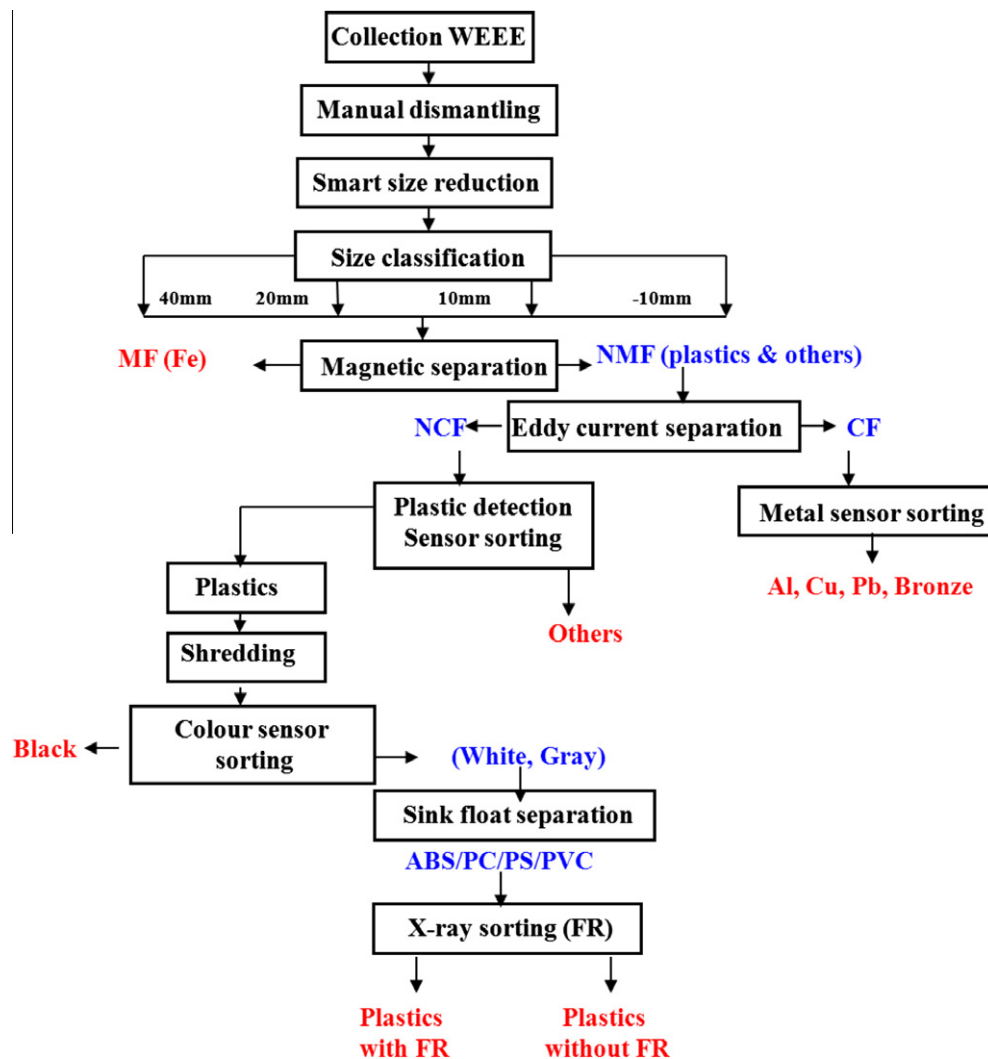 Collection WEEE
Manual dismantling
Smart size reduction
Size classification
40mm
20mm
10mm
-10mm
MF (Fe)
Magnetic separation
NMF (plastics & others)
NCF
Eddy current separation
CF
Plastic detection
Sensor sorting
Metal sensor sorting
Plastics
Al, Cu, Pb, Bronze
Others
Shredding
Colour sensor
sorting
Black
(White, Gray)
Sink float separation
ABS/PC/PS/PVC
X-ray sorting (FR)
Plastics
with FR
Plastics
without FR